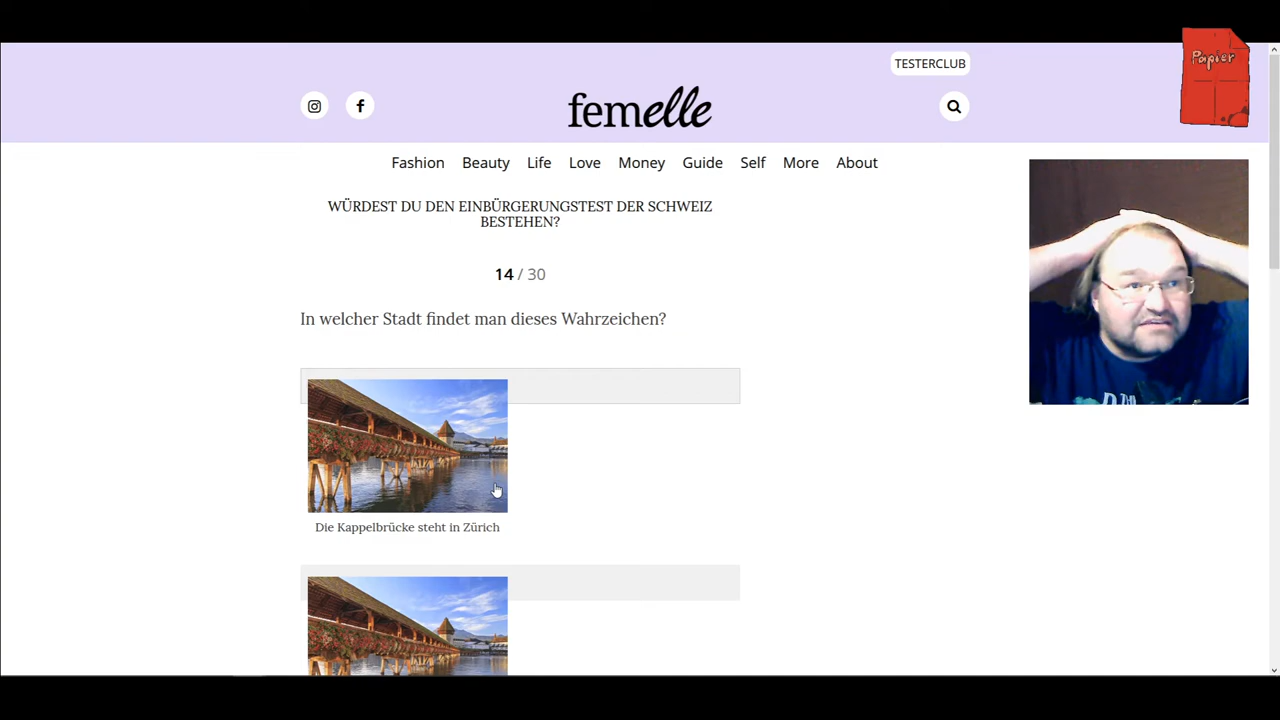 Papier
TESTERCLUB
femelle
Fashion Beauty Life Love Money Guide Self More About
WÜRDEST DU DEN EINBÜRGERUNGSTEST DER SCHWEIZ
BESTEHEN?
14 / 30
In welcher Stadt findet man dieses Wahrzeichen?
Die Kappelbrücke steht in Zürich